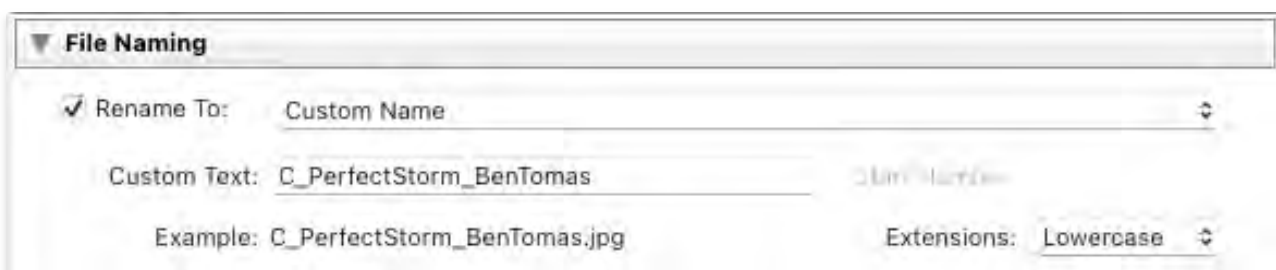 File Naming
Rename To: Custom Name
Custom Text: C_PerfectStorm_BenTomas
Example: C_PerfectStorm_BenTomas.jpg Extensions: Lowercase